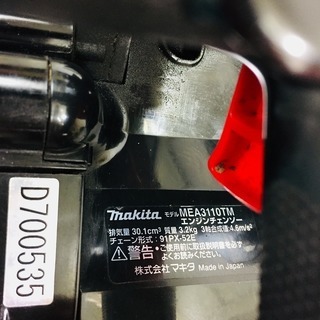 makita モデル MEA3110TM
エンジンチェンソー
排気量 30.1cm³ 質量 3.2kg 3軸合成値 4.6m/s²
チェーン形式: 91PX-52E
⚠警告 ・ご使用前に取扱説明書を必ず
よくお読みください。
株式会社マキタ Made in Japan
D700535